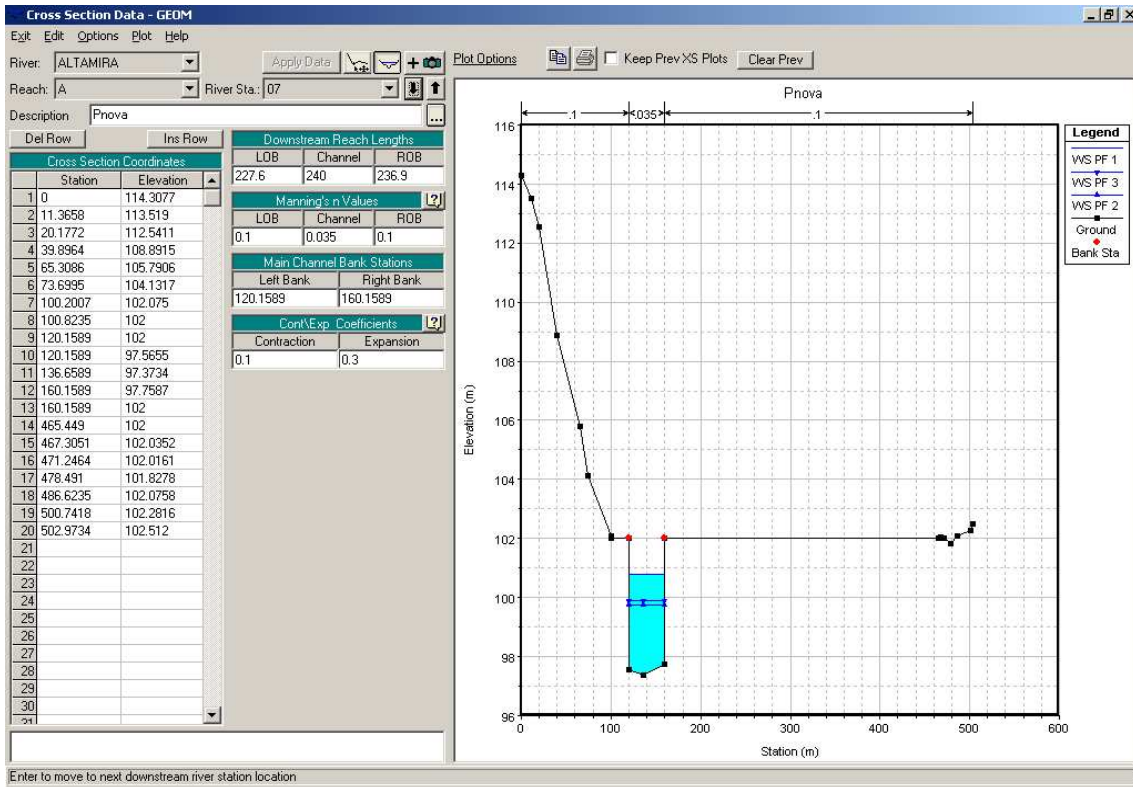 Cross Section Data - GEOM
Exit Edit Options Plot Help
River: ALTAMIRA Apply Data
Reach: A River Sta.: 07
Description Pnova ...
Del Row Ins Row
Cross Section Coordinates
Station Elevation
1 0 114.3077
2 11.3658 113.519
3 20.1772 112.5411
4 39.8964 108.8915
5 65.3086 105.7906
6 73.6995 104.1317
7 100.2007 102.075
8 100.8235 102
9 120.1589 102
10 120.1589 97.5655
11 136.6589 97.3734
12 160.1589 97.7587
13 160.1589 102
14 465.449 102
15 467.3051 102.0352
16 471.2464 102.0161
17 478.491 101.8278
18 486.6235 102.0758
19 500.7418 102.2816
20 502.9734 102.512
21
22
23
24
25
26
27
28
29
30
31
Downstream Reach Lengths
LOB Channel ROB
227.6 240 236.9
Manning's n Values ?
LOB Channel ROB
0.1 0.035 0.1
Main Channel Bank Stations
Left Bank Right Bank
120.1589 160.1589
Cont\Exp Coefficients ?
Contraction Expansion
0.1 0.3
Plot Options Keep Prev XS Plots Clear Prev
Pnova
.1 .035 .1
116
114
112
110
108
106
104
102
100
98
96
Elevation (m)
0 100 200 300 400 500 600
Station (m)
Legend
WS PF 1
WS PF 3
WS PF 2
Ground
Bank Sta
Enter to move to next downstream river station location